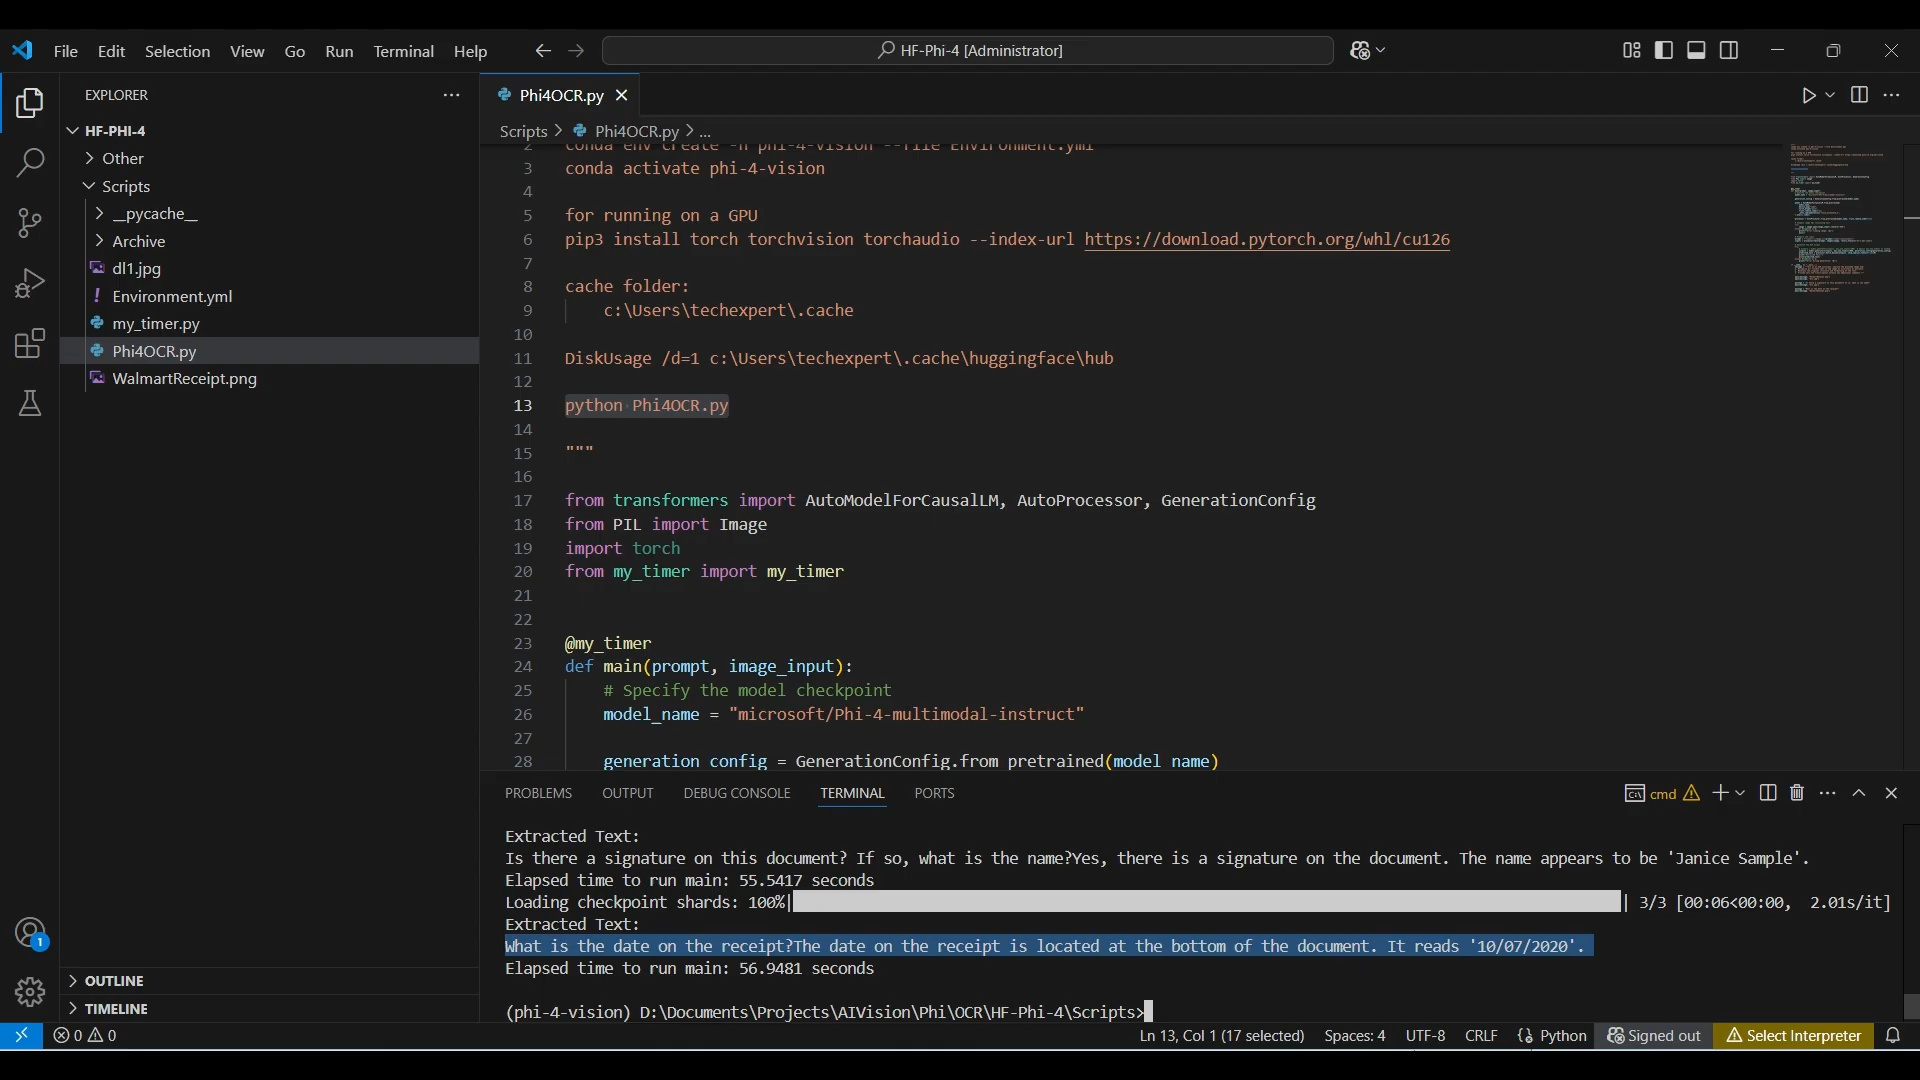 File Edit Selection View Go Run Terminal Help
HF-Phi-4 [Administrator]
EXPLORER
HF-PHI-4
Other
Scripts
__pycache__
Archive
dl1.jpg
! Environment.yml
my_timer.py
Phi4OCR.py
WalmartReceipt.png
OUTLINE
TIMELINE
Phi4OCR.py
Scripts > Phi4OCR.py > ...
2 conda env create -n phi-4-vision --file Environment.yml
3 conda activate phi-4-vision
4
5 for running on a GPU
6 pip3 install torch torchvision torchaudio --index-url https://download.pytorch.org/whl/cu126
7
8 cache folder:
9 c:\Users\techexpert\.cache
10
11 DiskUsage /d=1 c:\Users\techexpert\.cache\huggingface\hub
12
13 python Phi4OCR.py
14
15 """
16
17 from transformers import AutoModelForCausalLM, AutoProcessor, GenerationConfig
18 from PIL import Image
19 import torch
20 from my_timer import my_timer
21
22
23 @my_timer
24 def main(prompt, image_input):
25 # Specify the model checkpoint
26 model_name = "microsoft/Phi-4-multimodal-instruct"
27
28 generation_config = GenerationConfig.from_pretrained(model_name)
PROBLEMS OUTPUT DEBUG CONSOLE TERMINAL PORTS
cmd
Extracted Text:
Is there a signature on this document? If so, what is the name?Yes, there is a signature on the document. The name appears to be 'Janice Sample'.
Elapsed time to run main: 55.5417 seconds
Loading checkpoint shards: 100%| | 3/3 [00:06<00:00, 2.01s/it]
Extracted Text:
What is the date on the receipt?The date on the receipt is located at the bottom of the document. It reads '10/07/2020'.
Elapsed time to run main: 56.9481 seconds
(phi-4-vision) D:\Documents\Projects\AIVision\Phi\OCR\HF-Phi-4\Scripts>
1
0 0
Ln 13, Col 1 (17 selected) Spaces: 4 UTF-8 CRLF Python Signed out Select Interpreter